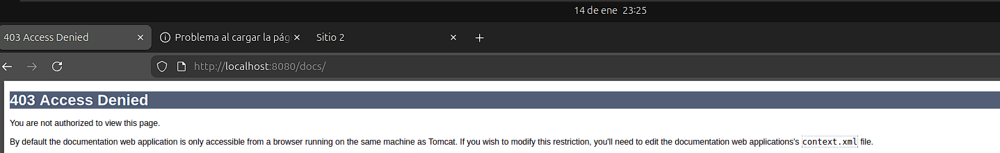 14 de ene 23:25
403 Access Denied
Problema al cargar la pág
Sitio 2
http://localhost:8080/docs/
403 Access Denied
You are not authorized to view this page.
By default the documentation web application is only accessible from a browser running on the same machine as Tomcat. If you wish to modify this restriction, you'll need to edit the documentation web applications's context.xml file.